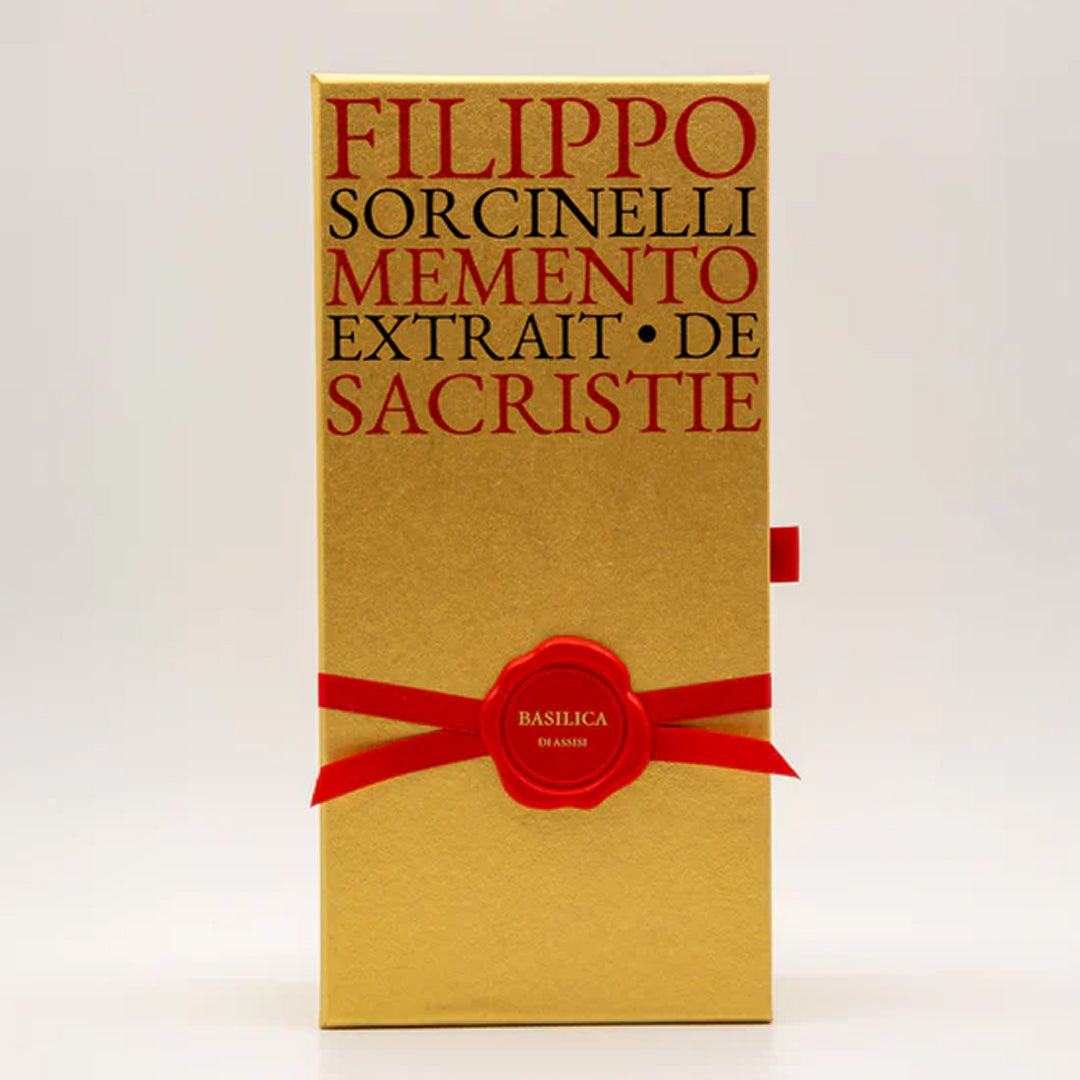 FILIPPO
SORCINELLI
MEMENTO
EXTRAIT • DE
SACRISTIE
BASILICA
DI ASSISI